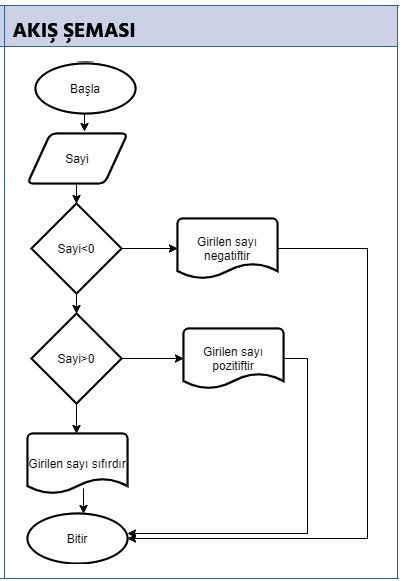 AKIŞ ŞEMASI
Başla
Sayi
Sayi<0
Girilen sayı
negatiftir
Sayi>0
Girilen sayı
pozitiftir
Girilen sayı sıfırdır
Bitir